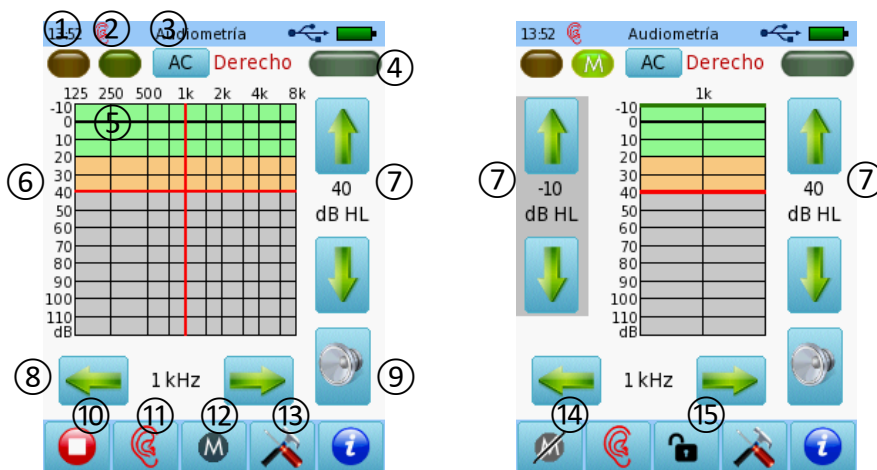 ① 13:52 ② Audiometría ③
AC Derecho ④
125 250 500 1k 2k 4k 8k
-10
0
⑤
10
20
30
40
50
60
70
80
90
100
110
dB
⑥
40
dB HL
⑦
⑧ 1 kHz ⑨
⑩ ⑪ ⑫ ⑬
M i
13:52 Audiometría
M AC Derecho
1k
⑦
-10
dB HL
-10
0
10
20
30
40
50
60
70
80
90
100
110
dB
40
dB HL
⑦
1 kHz
⑭ ⑮
M i